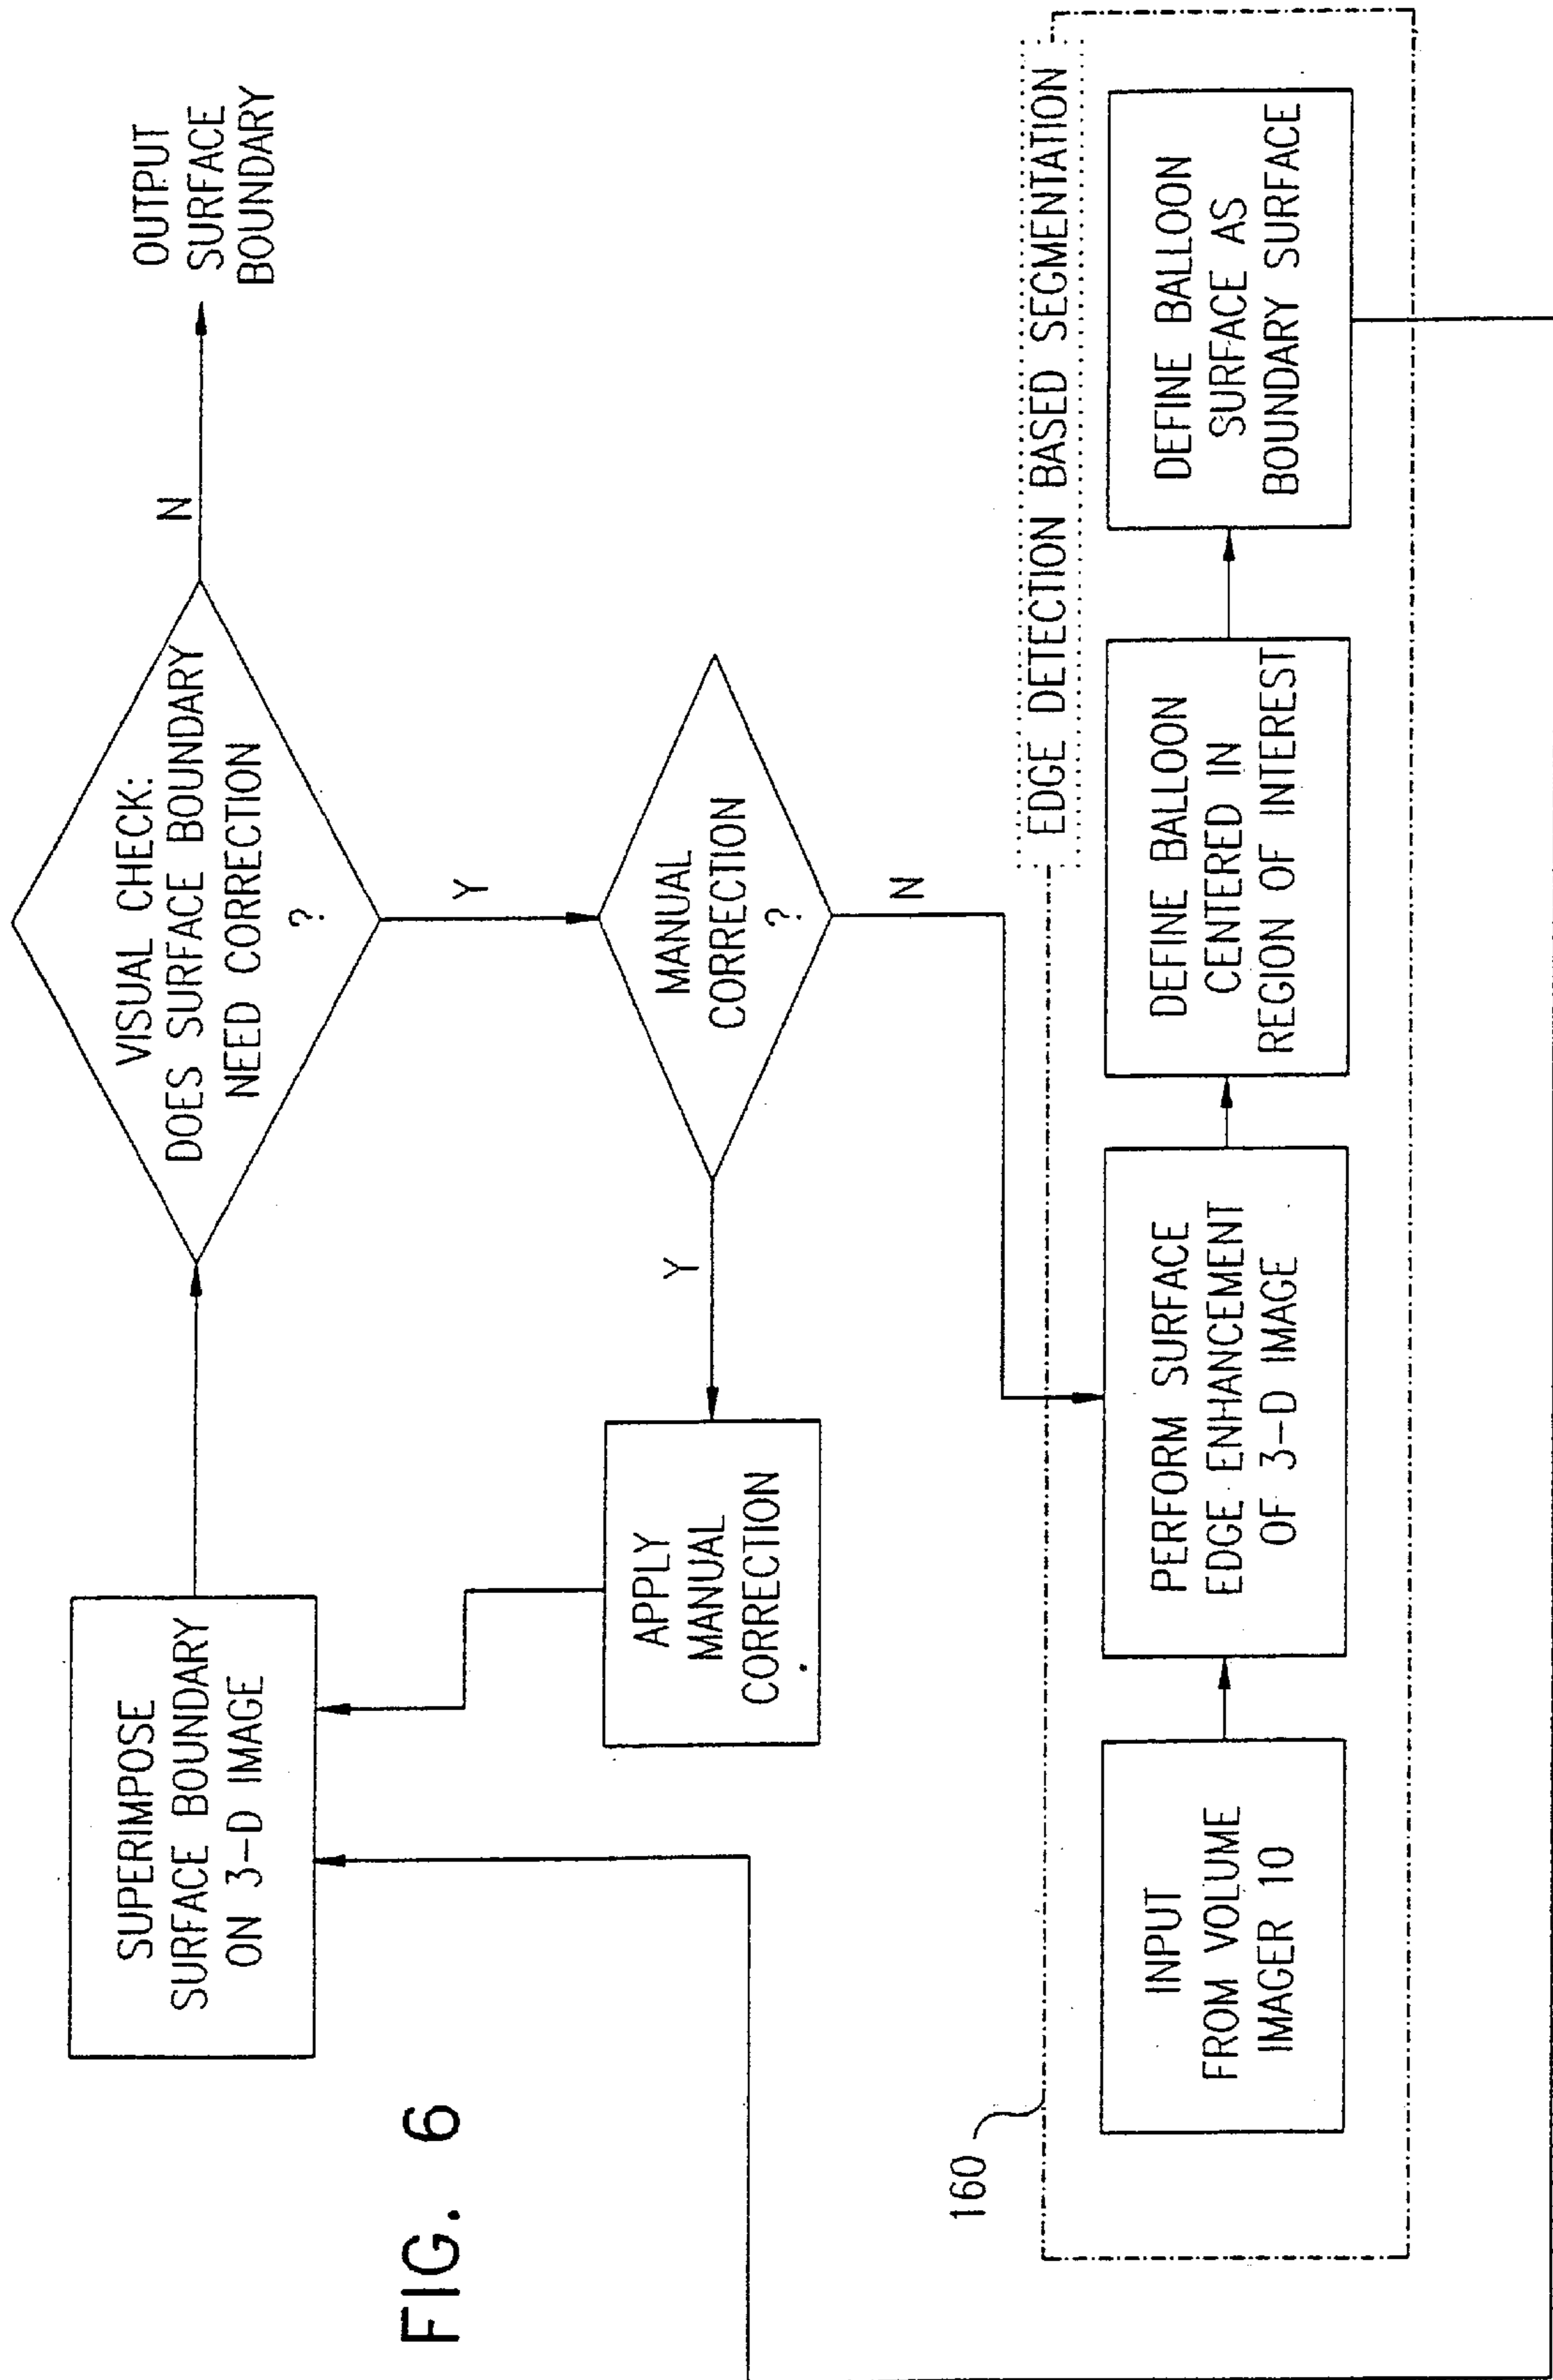 FIG. 6
SUPERIMPOSE
SURFACE BOUNDARY
ON 3-D IMAGE
VISUAL CHECK:
DOES SURFACE BOUNDARY
NEED CORRECTION
?
N
OUTPUT
SURFACE
BOUNDARY
Y
MANUAL
CORRECTION
?
Y
N
APPLY
MANUAL
CORRECTION
160
EDGE DETECTION BASED SEGMENTATION
INPUT
FROM VOLUME
IMAGER 10
PERFORM SURFACE
EDGE ENHANCEMENT
OF 3-D IMAGE
DEFINE BALLOON
CENTERED IN
REGION OF INTEREST
DEFINE BALLOON
SURFACE AS
BOUNDARY SURFACE